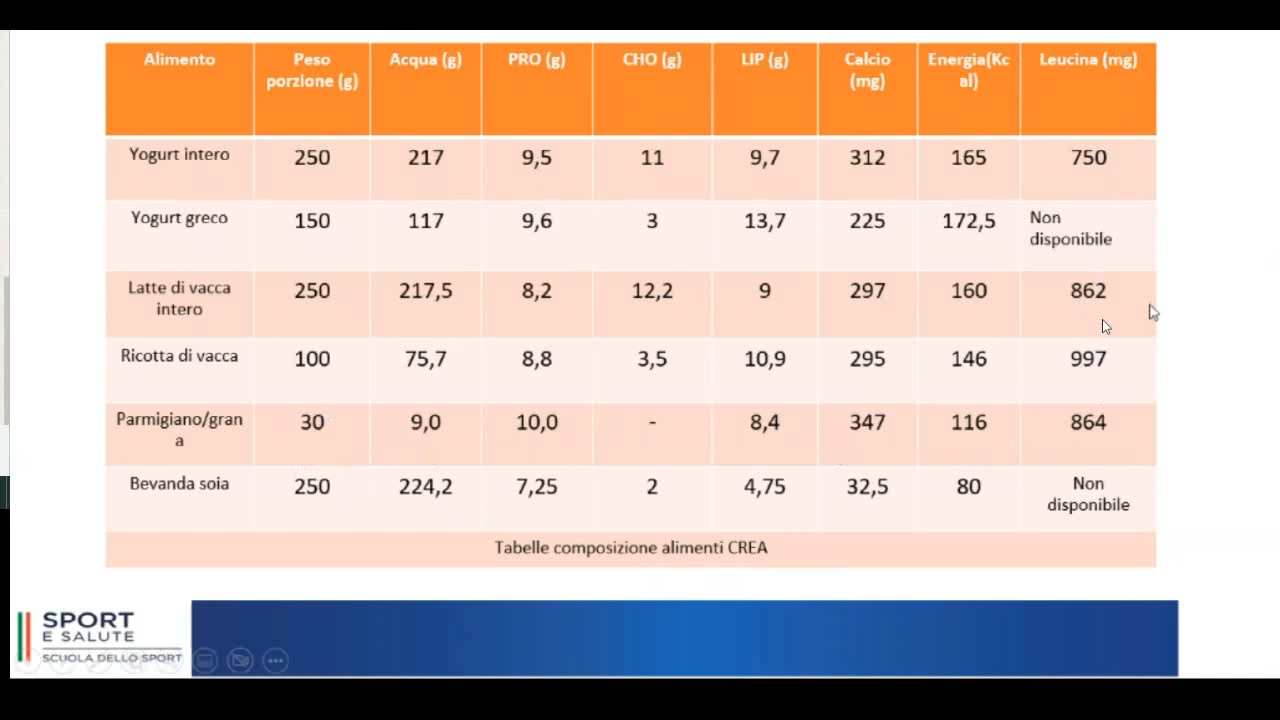 Alimento
Peso porzione (g)
Acqua (g)
PRO (g)
CHO (g)
LIP (g)
Calcio (mg)
Energia(Kcal)
Leucina (mg)
Yogurt intero 250 217 9,5 11 9,7 312 165 750
Yogurt greco 150 117 9,6 3 13,7 225 172,5 Non disponibile
Latte di vacca intero 250 217,5 8,2 12,2 9 297 160 862
Ricotta di vacca 100 75,7 8,8 3,5 10,9 295 146 997
Parmigiano/grana 30 9,0 10,0 - 8,4 347 116 864
Bevanda soia 250 224,2 7,25 2 4,75 32,5 80 Non disponibile
Tabelle composizione alimenti CREA
SPORT
E SALUTE
SCUOLA DELLO SPORT